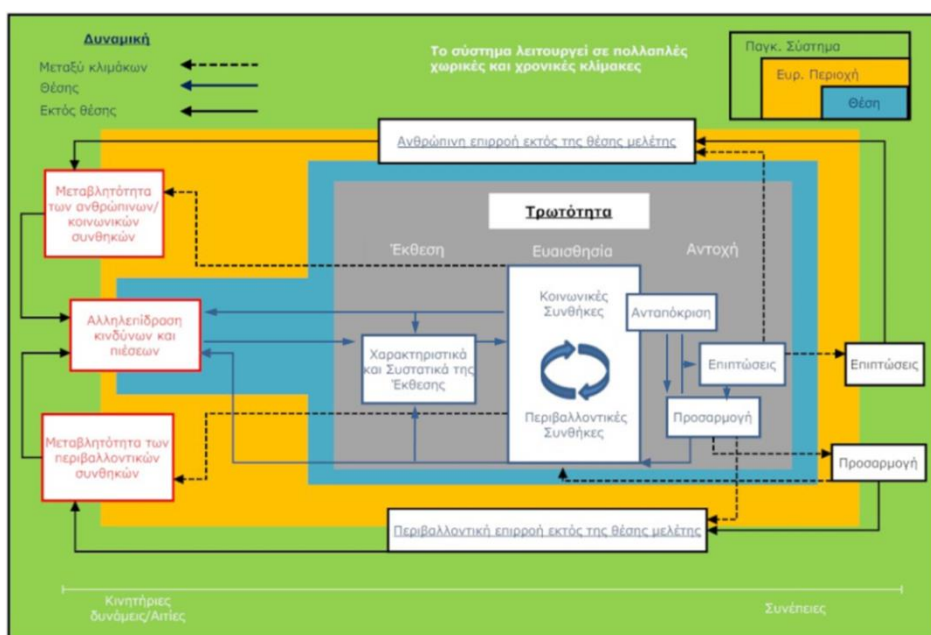 Δυναμική
Μεταξύ κλιμάκων
Θέσης
Εκτός θέσης
Το σύστημα λειτουργεί σε πολλαπλές
χωρικές και χρονικές κλίμακες
Παγκ. Σύστημα
Ευρ. Περιοχή
Θέση
Ανθρώπινη επιρροή εκτός της θέσης μελέτης
Μεταβλητότητα
των ανθρώπινων/
κοινωνικών
συνθηκών
Τρωτότητα
Έκθεση
Ευαισθησία
Αντοχή
Κοινωνικές
Συνθήκες
Ανταπόκριση
Αλληλεπίδραση
κινδύνων και
πιέσεων
Χαρακτηριστικά
και Συστατικά της
Έκθεσης
Επιπτώσεις
Επιπτώσεις
Περιβαλλοντικές
Συνθήκες
Προσαρμογή
Μεταβλητότητα των
περιβαλλοντικών
συνθηκών
Προσαρμογή
Περιβαλλοντική επιρροή εκτός της θέσης μελέτης
Κινητήριες
δυνάμεις/Αιτίες
Συνέπειες